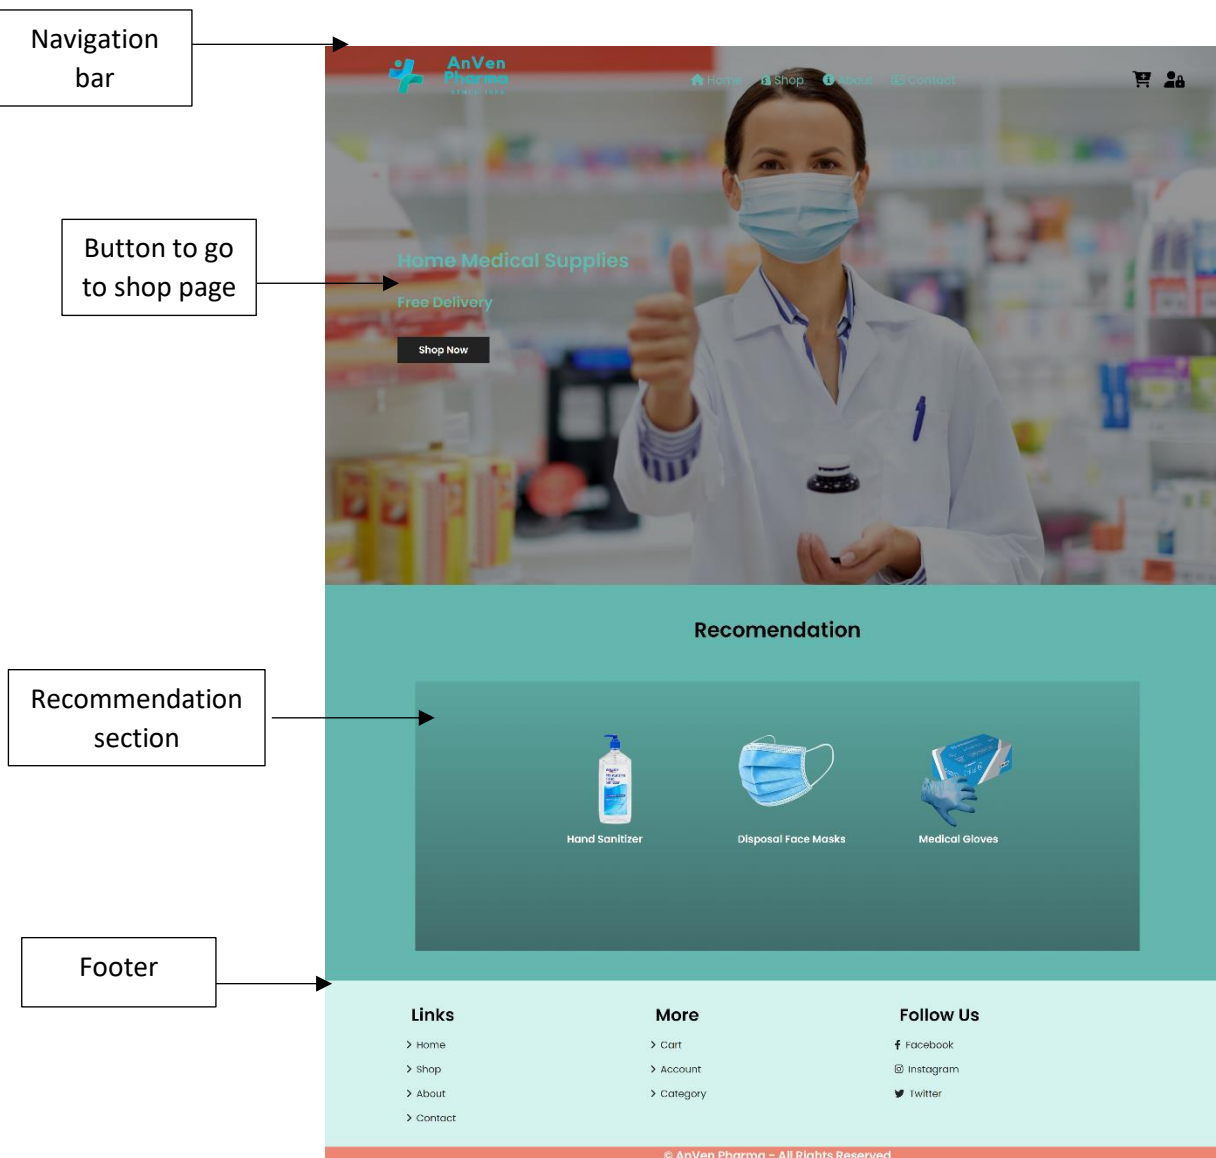 Navigation
bar
AnVen
Pharma
Home Shop About Contact
Button to go
to shop page
Home Medical Supplies
Free Delivery
Shop Now
Recomendation
Recommendation
section
Hand Sanitizer Disposal Face Masks Medical Gloves
Footer
Links More Follow Us
Home Cart Facebook
Shop Account Instagram
About Category Twitter
Contact
© AnVen Pharma - All Rights Reserved